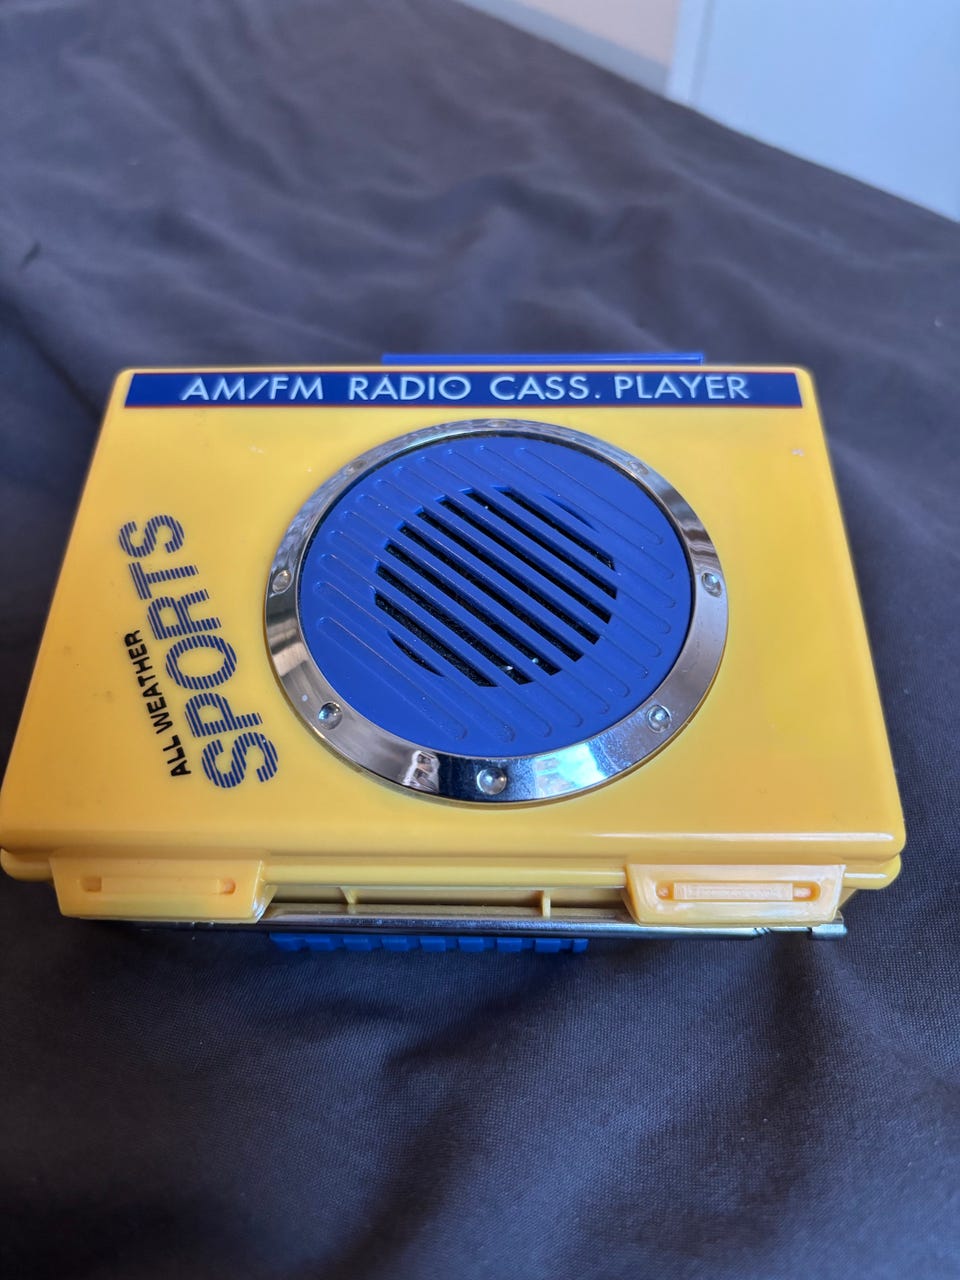 AM/FM RADIO CASS. PLAYER
ALL WEATHER
SPORTS